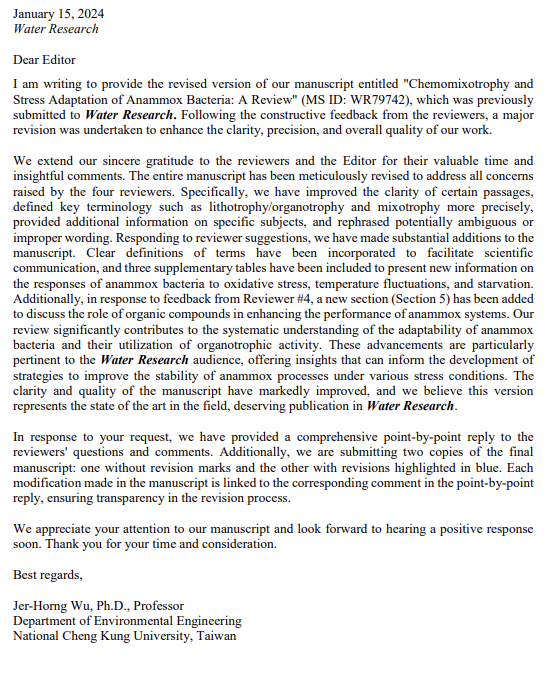 January 15, 2024
Water Research
Dear Editor
I am writing to provide the revised version of our manuscript entitled "Chemomixotrophy and
Stress Adaptation of Anammox Bacteria: A Review" (MS ID: WR79742), which was previously
submitted to Water Research. Following the constructive feedback from the reviewers, a major
revision was undertaken to enhance the clarity, precision, and overall quality of our work.
We extend our sincere gratitude to the reviewers and the Editor for their valuable time and
insightful comments. The entire manuscript has been meticulously revised to address all concerns
raised by the four reviewers. Specifically, we have improved the clarity of certain passages,
defined key terminology such as lithotrophy/organotrophy and mixotrophy more precisely,
provided additional information on specific subjects, and rephrased potentially ambiguous or
improper wording. Responding to reviewer suggestions, we have made substantial additions to the
manuscript. Clear definitions of terms have been incorporated to facilitate scientific
communication, and three supplementary tables have been included to present new information on
the responses of anammox bacteria to oxidative stress, temperature fluctuations, and starvation.
Additionally, in response to feedback from Reviewer #4, a new section (Section 5) has been added
to discuss the role of organic compounds in enhancing the performance of anammox systems. Our
review significantly contributes to the systematic understanding of the adaptability of anammox
bacteria and their utilization of organotrophic activity. These advancements are particularly
pertinent to the Water Research audience, offering insights that can inform the development of
strategies to improve the stability of anammox processes under various stress conditions. The
clarity and quality of the manuscript have markedly improved, and we believe this version
represents the state of the art in the field, deserving publication in Water Research.
In response to your request, we have provided a comprehensive point-by-point reply to the
reviewers' questions and comments. Additionally, we are submitting two copies of the final
manuscript: one without revision marks and the other with revisions highlighted in blue. Each
modification made in the manuscript is linked to the corresponding comment in the point-by-point
reply, ensuring transparency in the revision process.
We appreciate your attention to our manuscript and look forward to hearing a positive response
soon. Thank you for your time and consideration.
Best regards,
Jer-Horng Wu, Ph.D., Professor
Department of Environmental Engineering
National Cheng Kung University, Taiwan